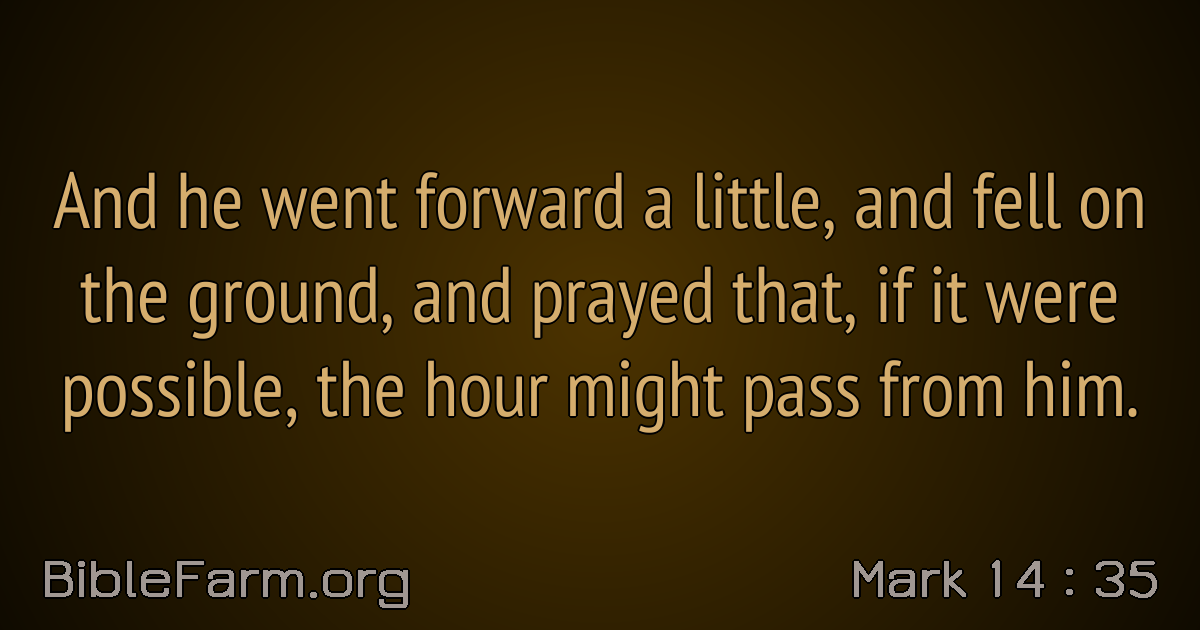 And he went forward a little, and fell on
the ground, and prayed that, if it were
possible, the hour might pass from him.
BibleFarm.org
Mark 14 : 35